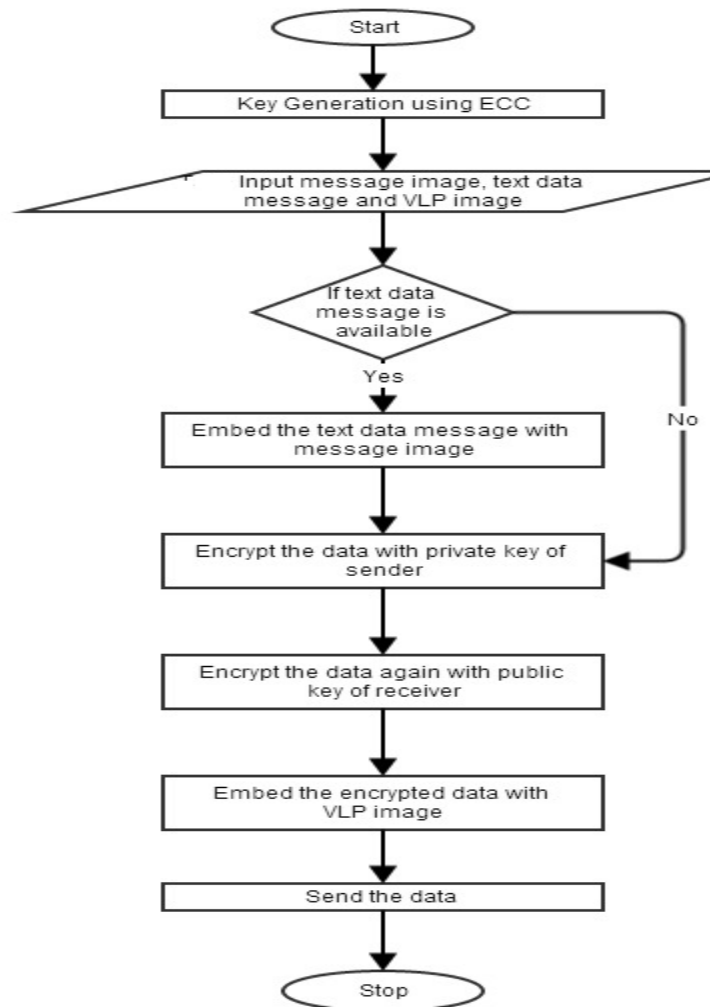 Start
Key Generation using ECC
Input message image, text data
message and VLP image
If text data
message is
available
Yes
No
Embed the text data message with
message image
Encrypt the data with private key of
sender
Encrypt the data again with public
key of receiver
Embed the encrypted data with
VLP image
Send the data
Stop